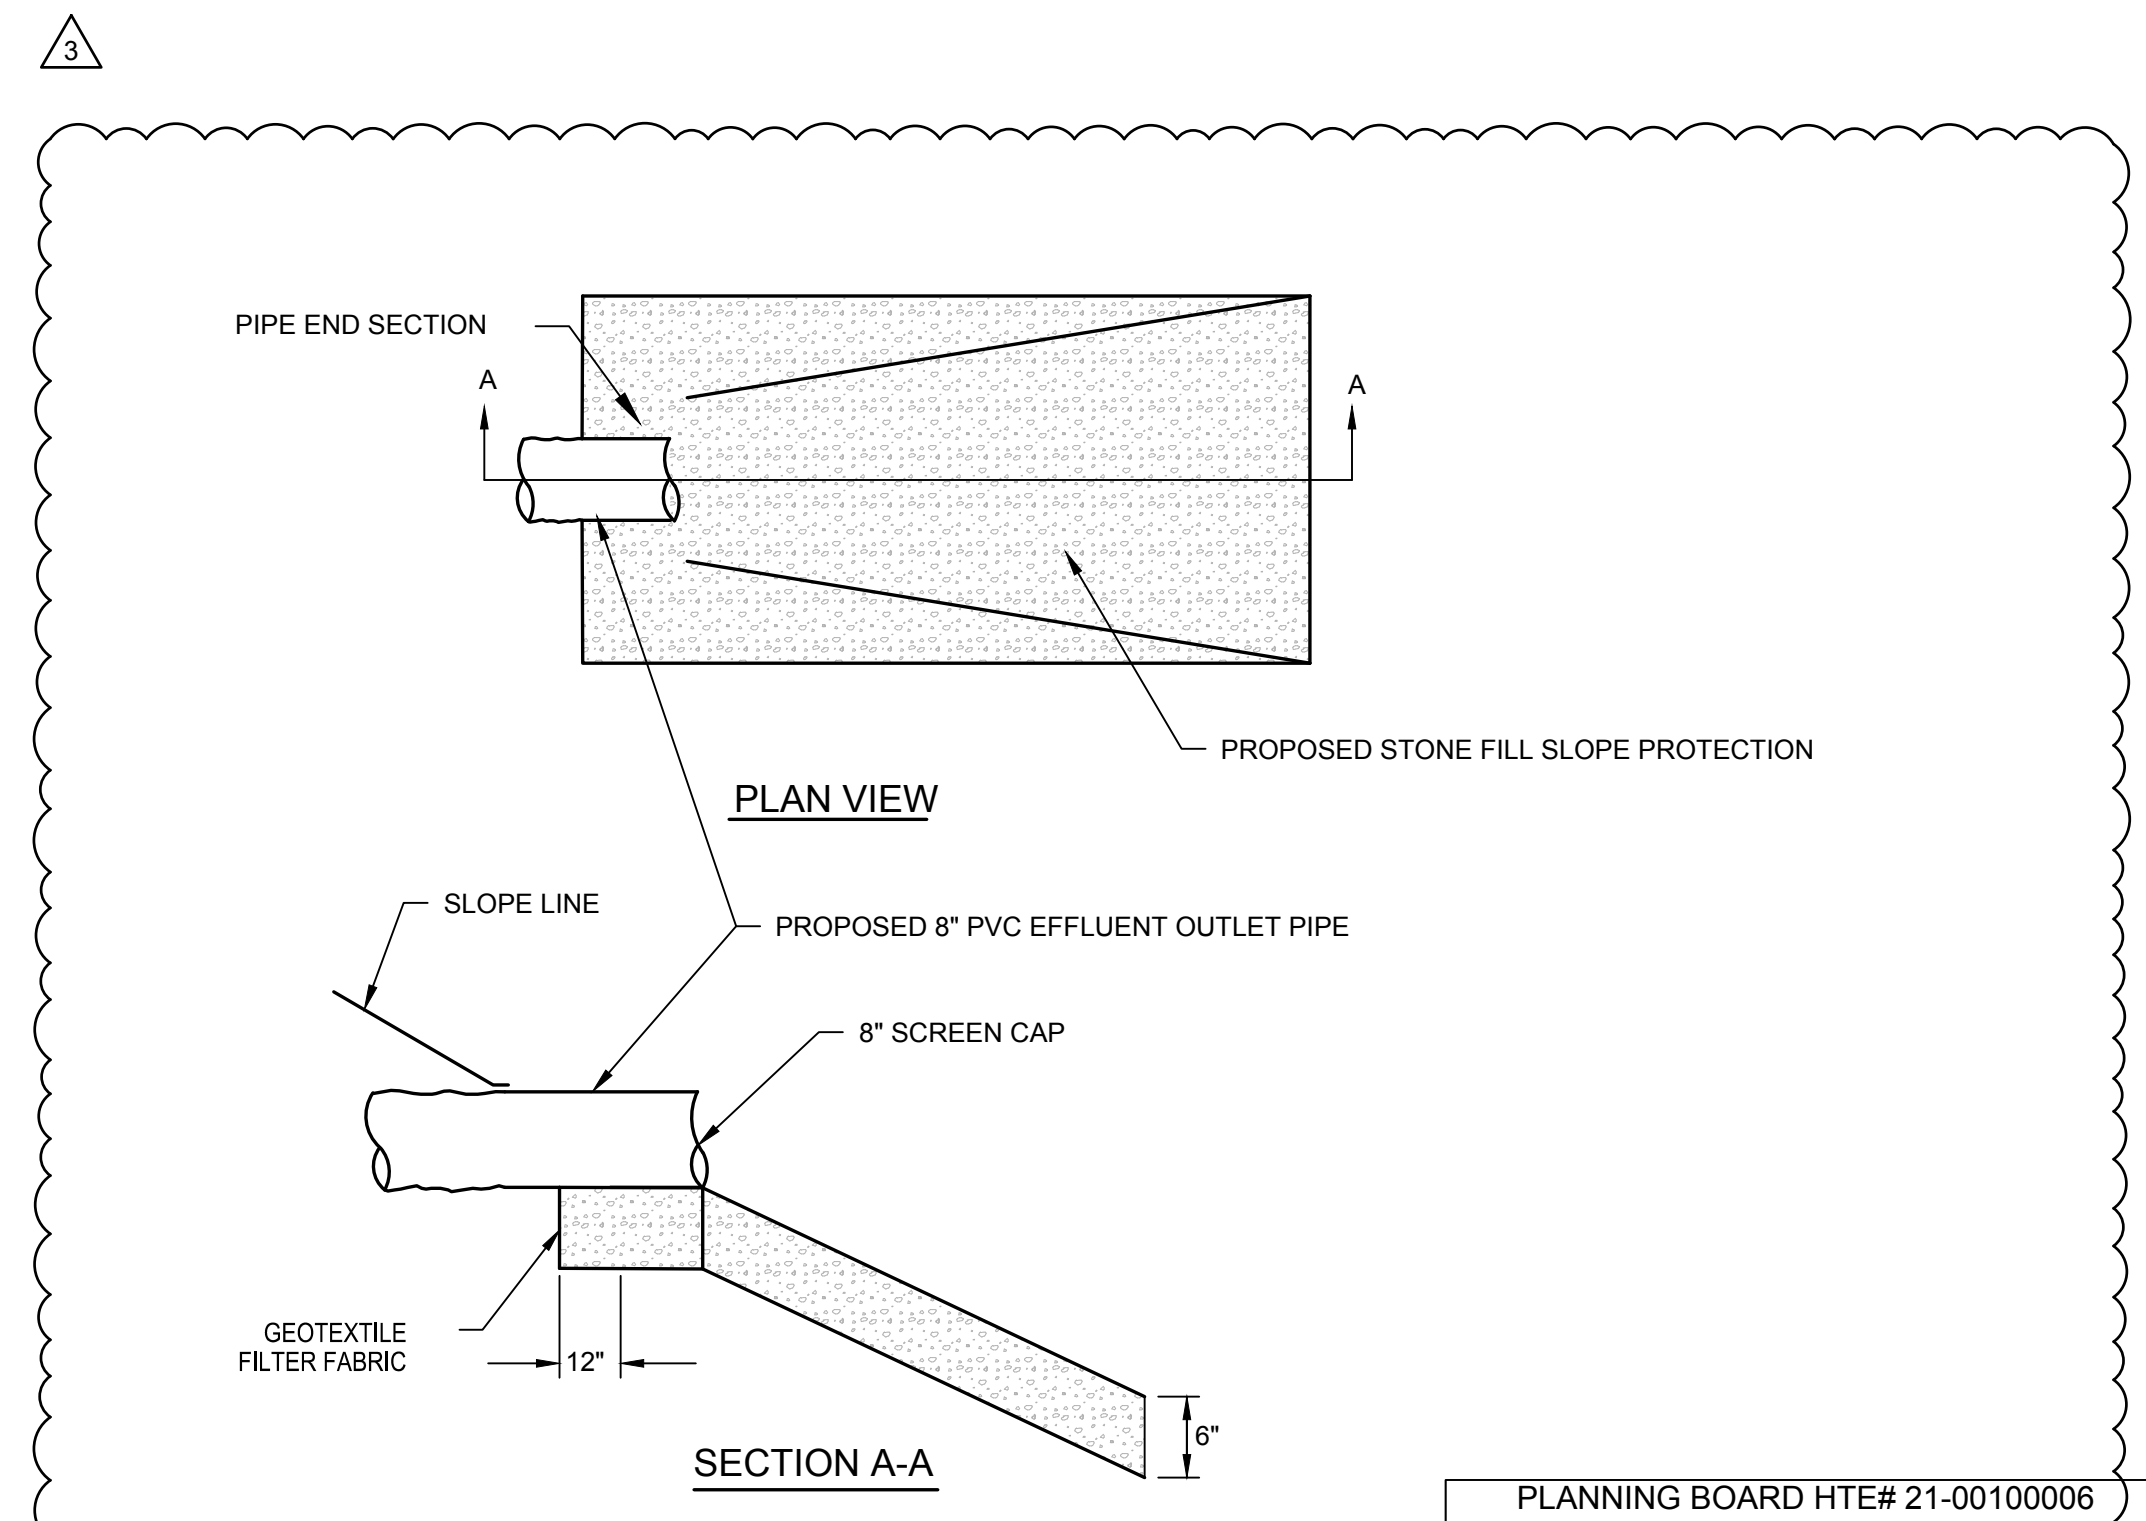 3
PIPE END SECTION
A
A
PROPOSED STONE FILL SLOPE PROTECTION
PLAN VIEW
SLOPE LINE
PROPOSED 8" PVC EFFLUENT OUTLET PIPE
8" SCREEN CAP
GEOTEXTILE
FILTER FABRIC
12"
6"
SECTION A-A
PLANNING BOARD HTE# 21-00100006